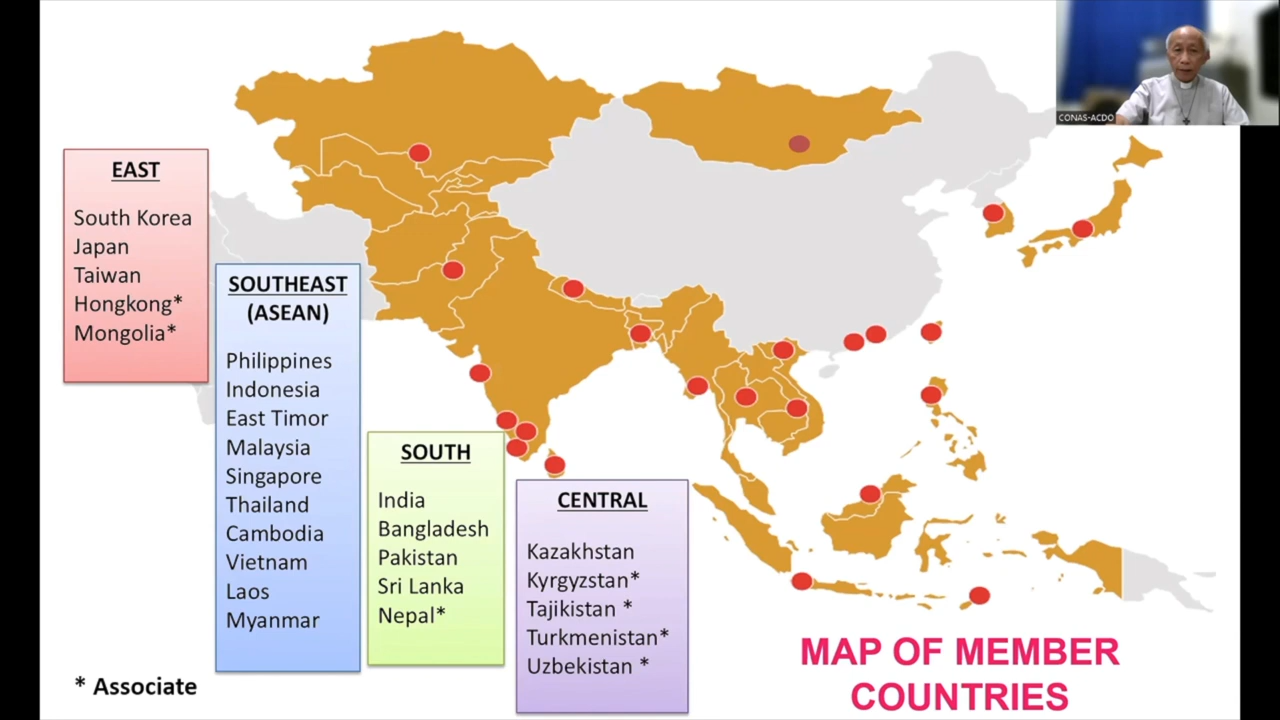 CONAS-ACDO
EAST
South Korea
Japan
Taiwan
Hongkong*
Mongolia*
SOUTHEAST
(ASEAN)
Philippines
Indonesia
East Timor
Malaysia
Singapore
Thailand
Cambodia
Vietnam
Laos
Myanmar
SOUTH
India
Bangladesh
Pakistan
Sri Lanka
Nepal*
CENTRAL
Kazakhstan
Kyrgyzstan*
Tajikistan *
Turkmenistan*
Uzbekistan *
* Associate
MAP OF MEMBER
COUNTRIES